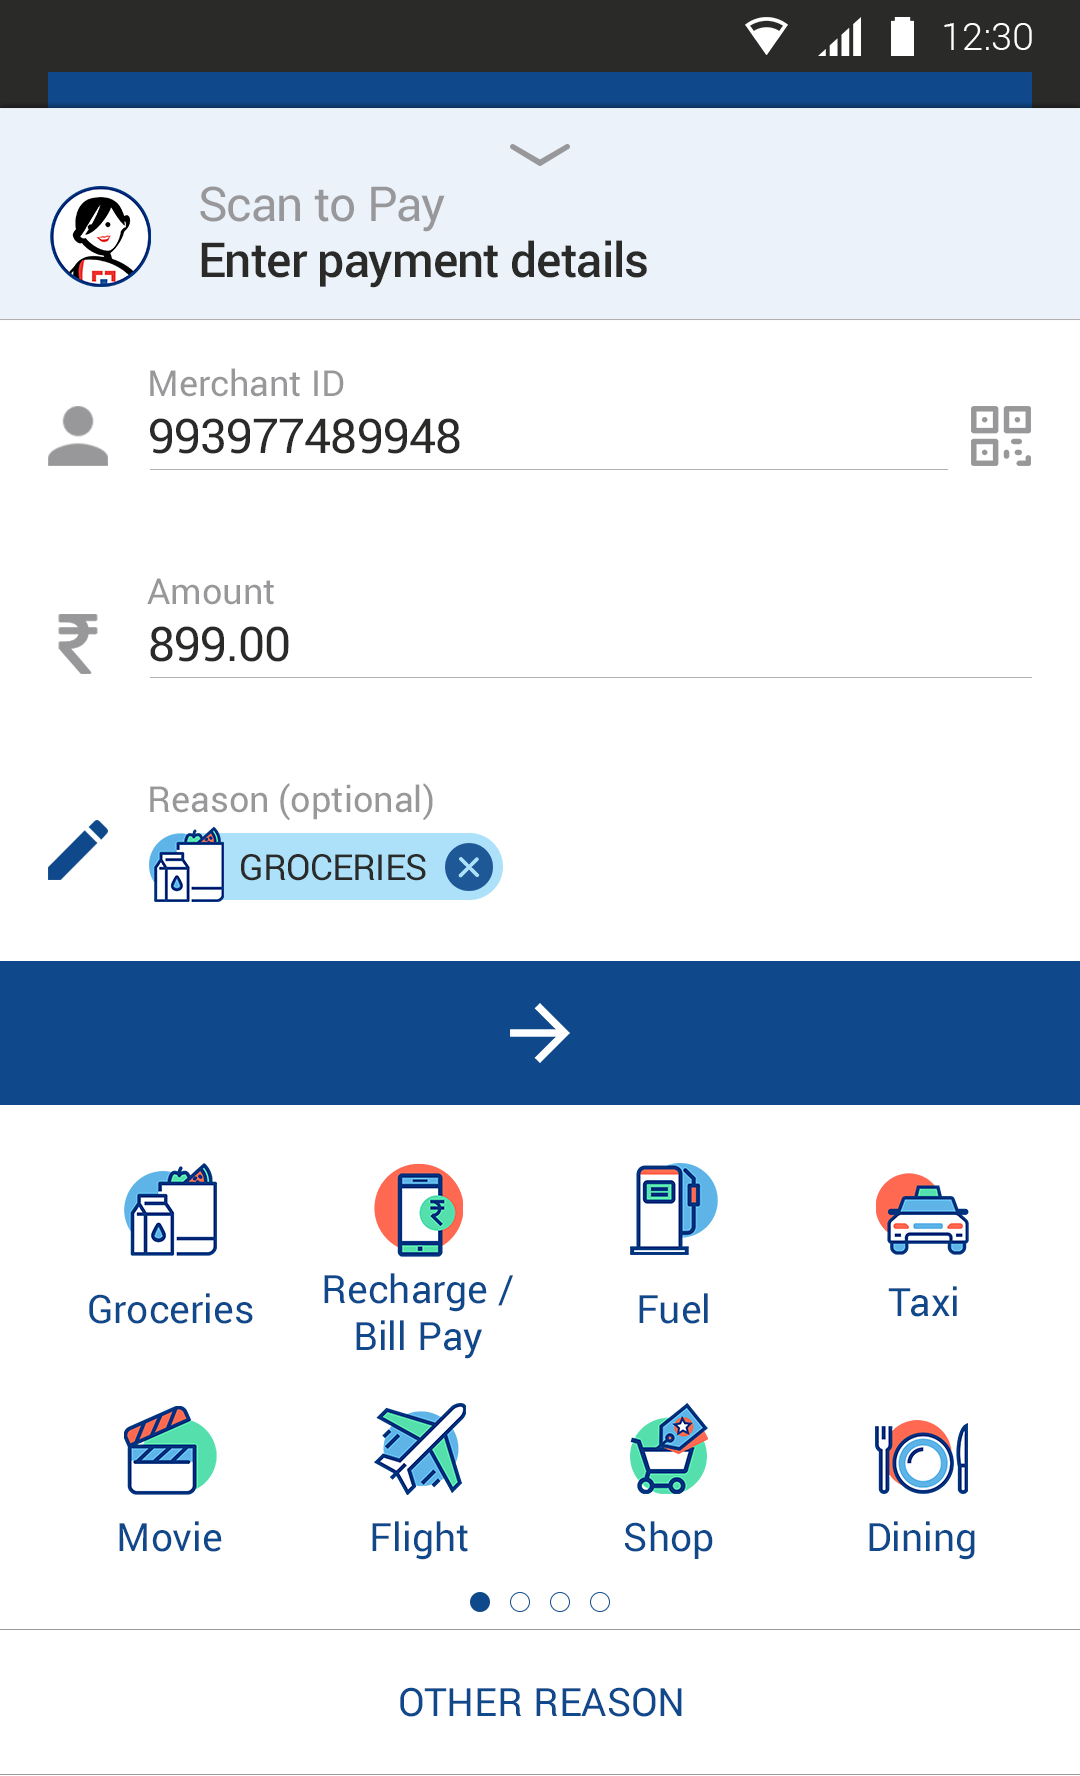 12:30
Scan to Pay
Enter payment details
Merchant ID
993977489948
Amount
₹
899.00
Reason (optional)
GROCERIES
₹
Groceries
Recharge /
Bill Pay
Fuel
Taxi
Movie
Flight
Shop
Dining
OTHER REASON